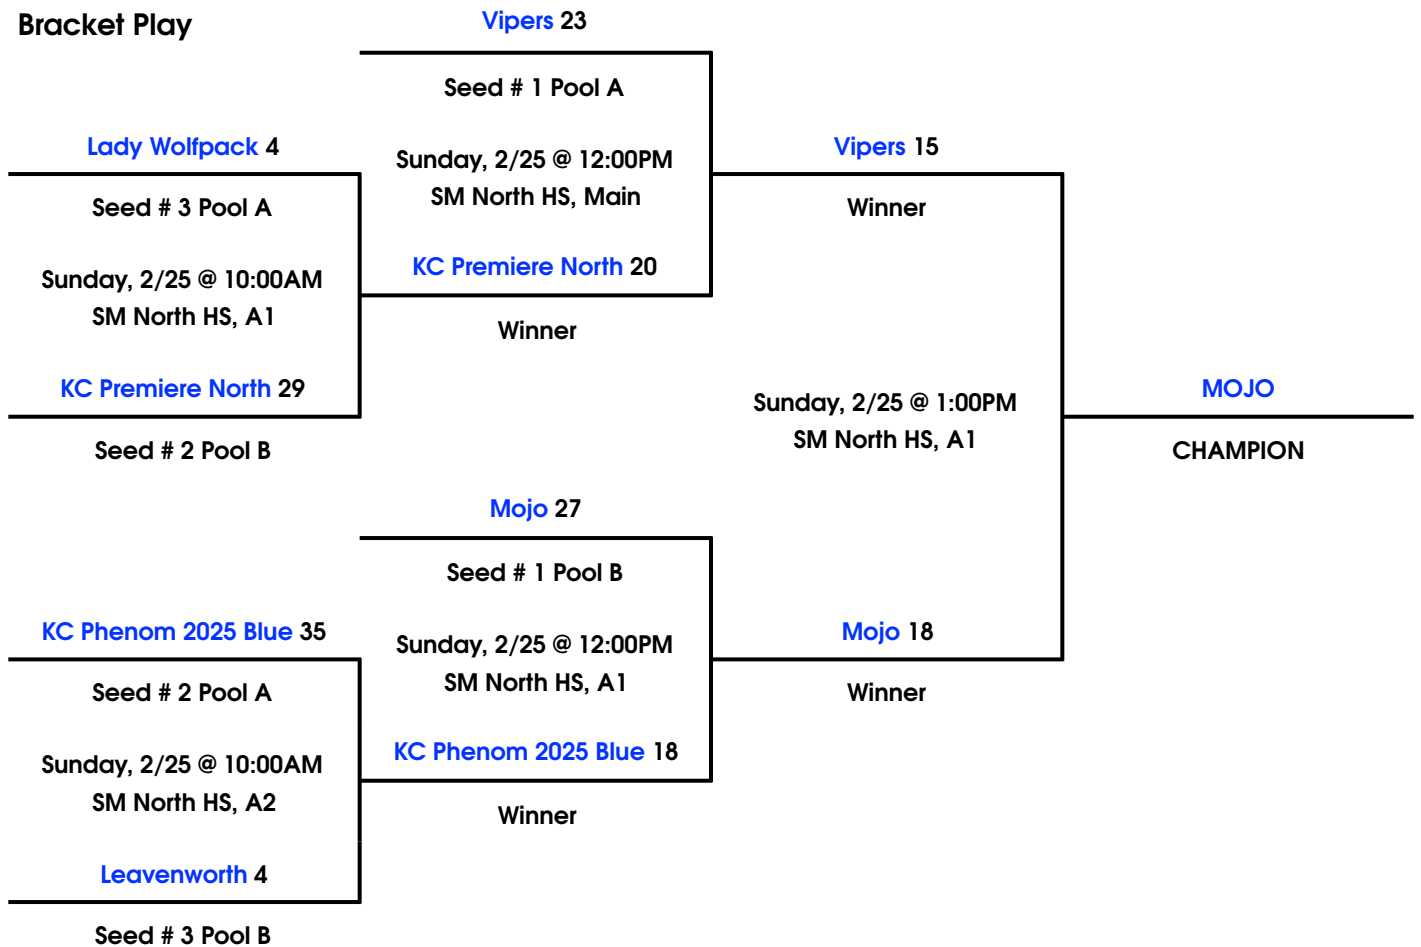 Bracket Play
Vipers 23
Seed # 1 Pool A
Lady Wolfpack 4
Sunday, 2/25 @ 12:00PM
SM North HS, Main
Vipers 15
Seed # 3 Pool A
Winner
Sunday, 2/25 @ 10:00AM
SM North HS, A1
KC Premiere North 20
Winner
KC Premiere North 29
Seed # 2 Pool B
Sunday, 2/25 @ 1:00PM
SM North HS, A1
MOJO
CHAMPION
Mojo 27
Seed # 1 Pool B
KC Phenom 2025 Blue 35
Sunday, 2/25 @ 12:00PM
SM North HS, A1
Mojo 18
Seed # 2 Pool A
Winner
Sunday, 2/25 @ 10:00AM
SM North HS, A2
KC Phenom 2025 Blue 18
Winner
Leavenworth 4
Seed # 3 Pool B